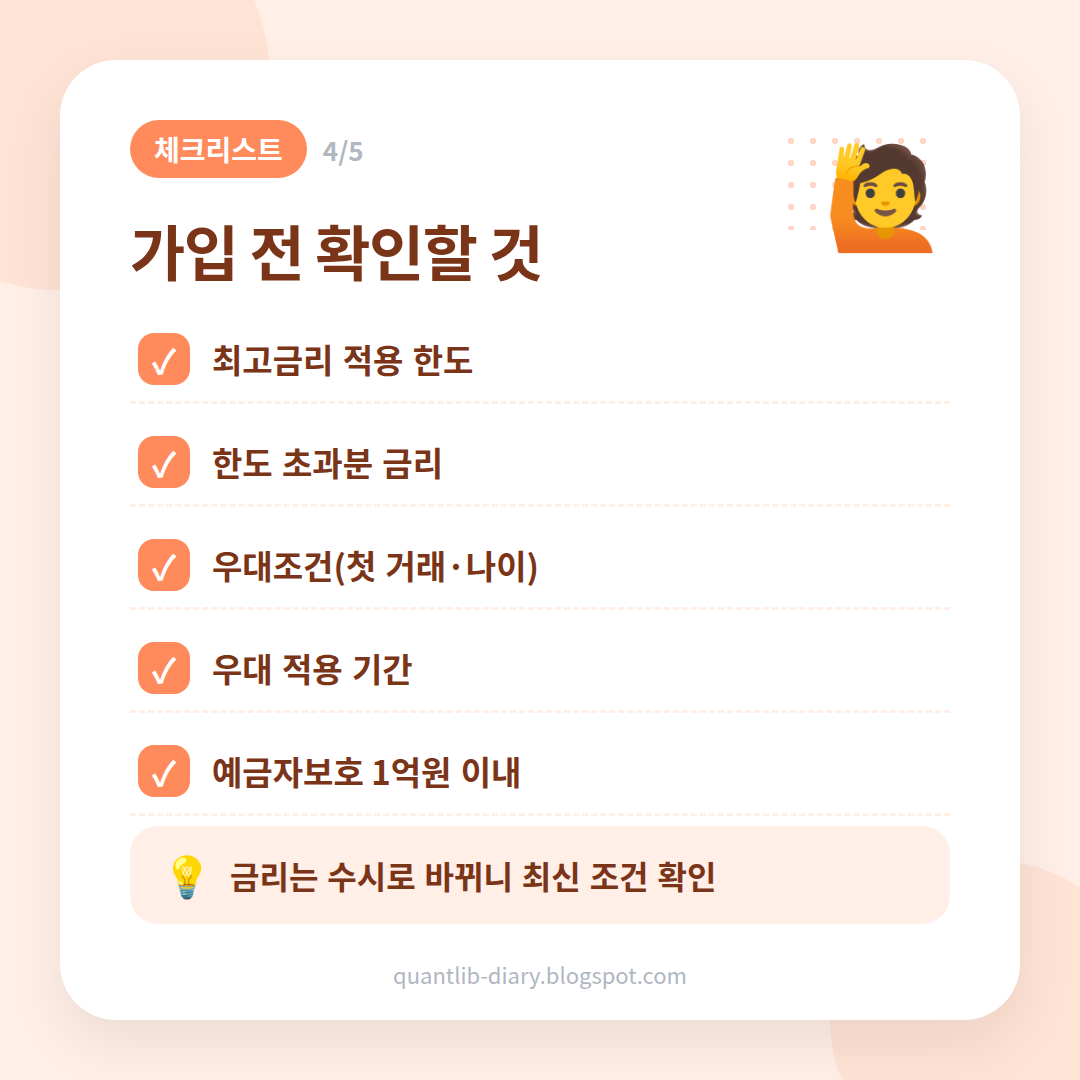 체크리스트 4/5
가입 전 확인할 것
✓ 최고금리 적용 한도
✓ 한도 초과분 금리
✓ 우대조건(첫 거래·나이)
✓ 우대 적용 기간
✓ 예금자보호 1억원 이내
금리는 수시로 바뀌니 최신 조건 확인
quantlib-diary.blogspot.com